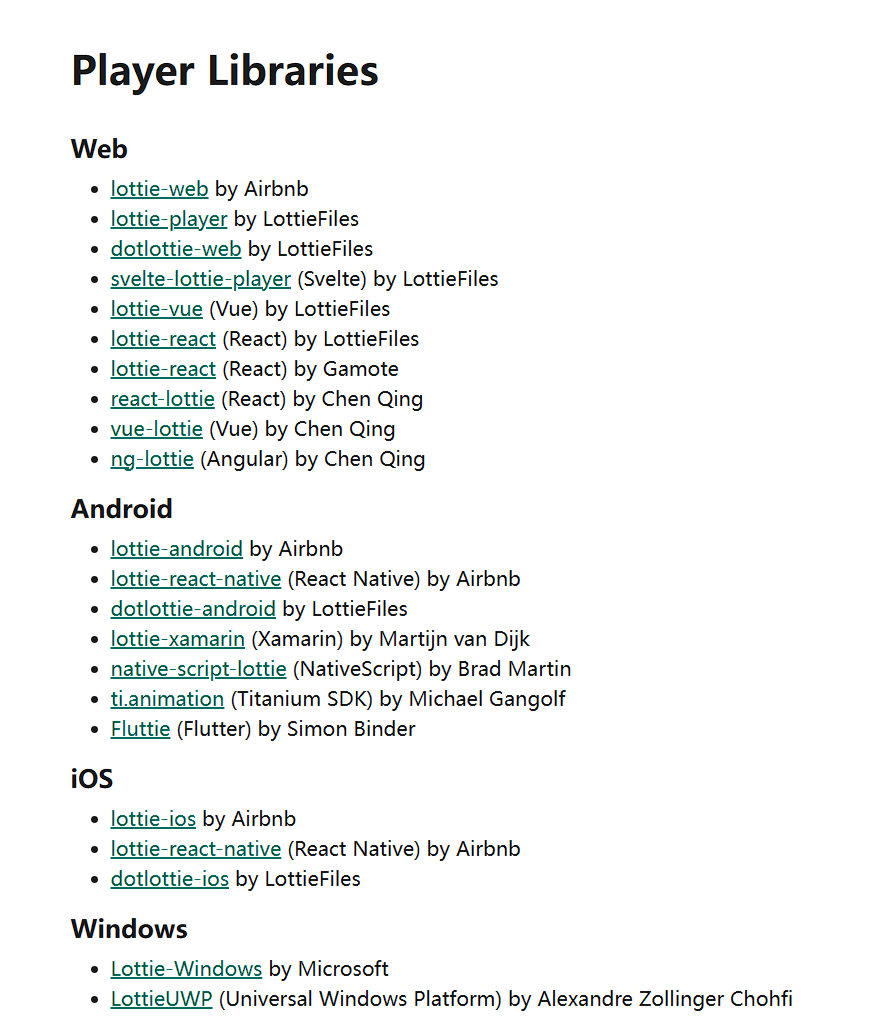 Player Libraries
Web
• lottie-web by Airbnb
• lottie-player by LottieFiles
• dotlottie-web by LottieFiles
• svelte-lottie-player (Svelte) by LottieFiles
• lottie-vue (Vue) by LottieFiles
• lottie-react (React) by LottieFiles
• lottie-react (React) by Gamote
• react-lottie (React) by Chen Qing
• vue-lottie (Vue) by Chen Qing
• ng-lottie (Angular) by Chen Qing
Android
• lottie-android by Airbnb
• lottie-react-native (React Native) by Airbnb
• dotlottie-android by LottieFiles
• lottie-xamarin (Xamarin) by Martijn van Dijk
• native-script-lottie (NativeScript) by Brad Martin
• ti.animation (Titanium SDK) by Michael Gangolf
• Fluttie (Flutter) by Simon Binder
iOS
• lottie-ios by Airbnb
• lottie-react-native (React Native) by Airbnb
• dotlottie-ios by LottieFiles
Windows
• Lottie-Windows by Microsoft
• LottieUWP (Universal Windows Platform) by Alexandre Zollinger Chohfi